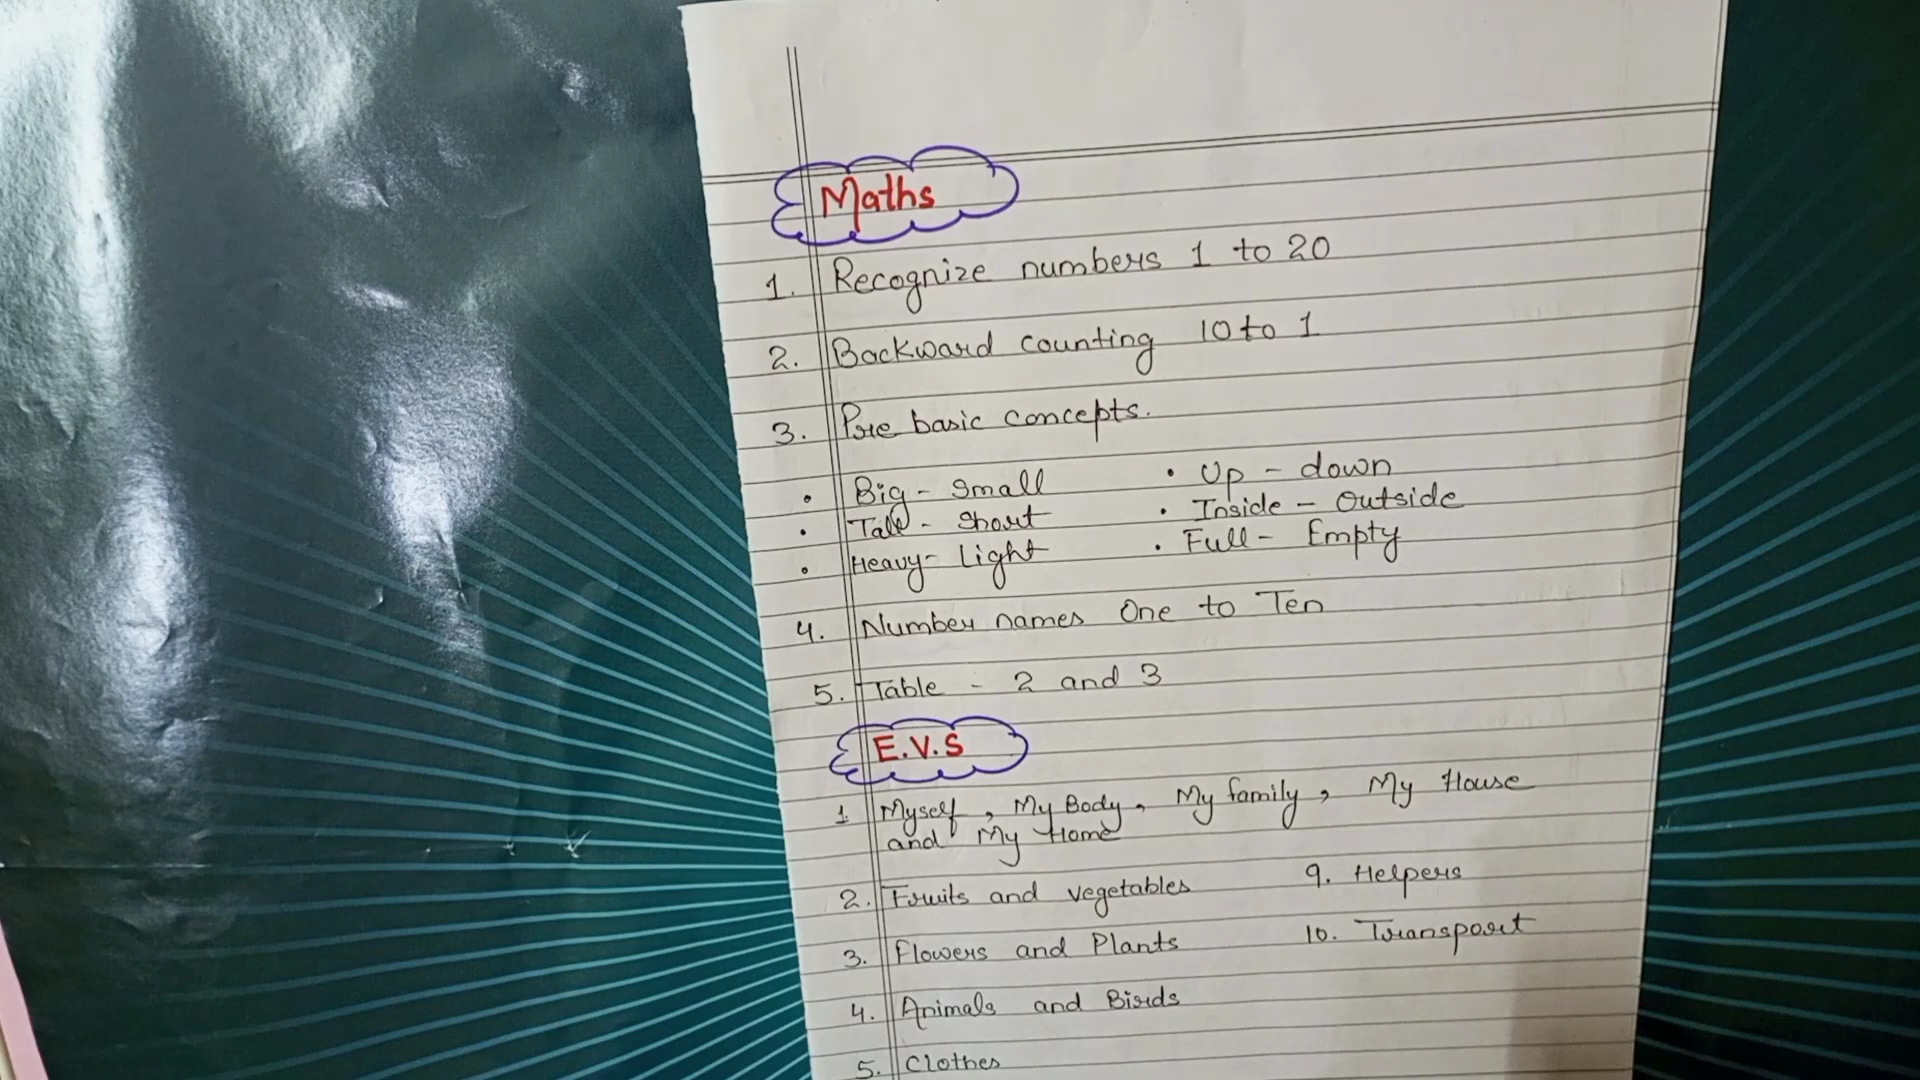 Maths
1. Recognize numbers 1 to 20
2. Backward counting 10 to 1
3. Pre basic concepts.
• Big - Small • Up - down
• Tall - Short • Inside - Outside
• Heavy - Light • Full - Empty
4. Number names One to Ten
5. Table - 2 and 3
E.V.S
1. Myself, My Body, My family, My House
and My Home
2. Fruits and vegetables 9. Helpers
3. Flowers and Plants 10. Transport
4. Animals and Birds
5. Clothes